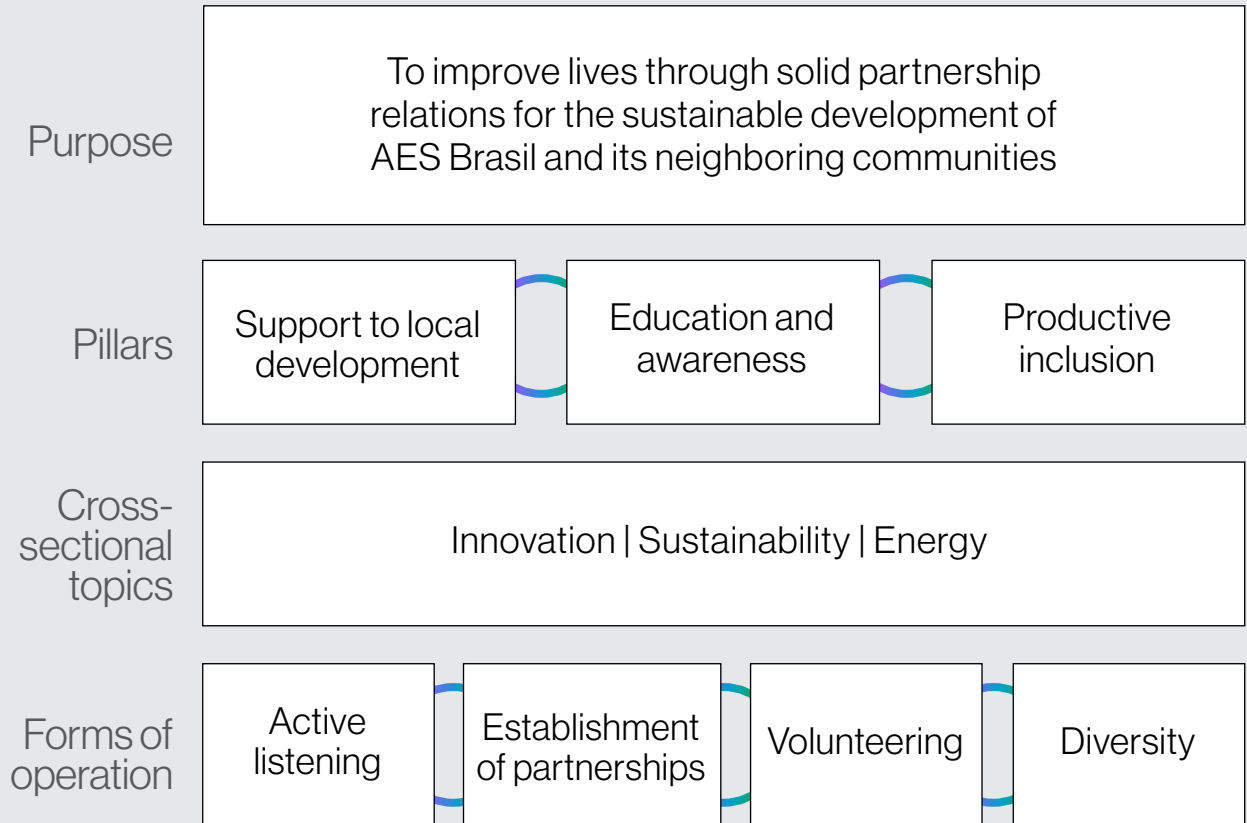 Purpose
To improve lives through solid partnership
relations for the sustainable development of
AES Brasil and its neighboring communities
Pillars
Support to local
development
Education and
awareness
Productive
inclusion
Cross-
sectional
topics
Innovation | Sustainability | Energy
Forms of
operation
Active
listening
Establishment
of partnerships
Volunteering
Diversity